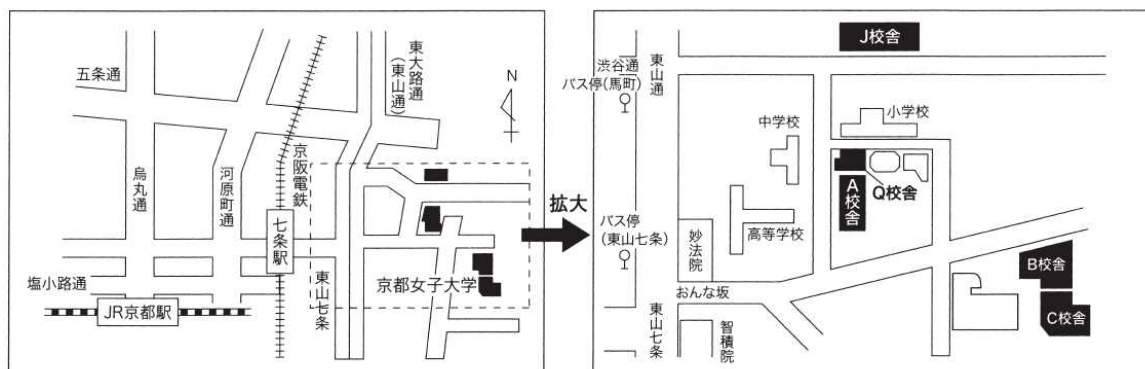 五条通
東大路通
(東山通)
N
京阪電鉄
烏丸通
河原町通
七条駅
塩小路通
東山七条
京都女子大学
JR京都駅
拡大
J校舎
渋谷通
バス停(馬町)
東山通
小学校
中学校
Q校舎
A校舎
バス停
(東山七条)
妙法院
高等学校
おんな坂
B校舎
C校舎
東山七条
智積院